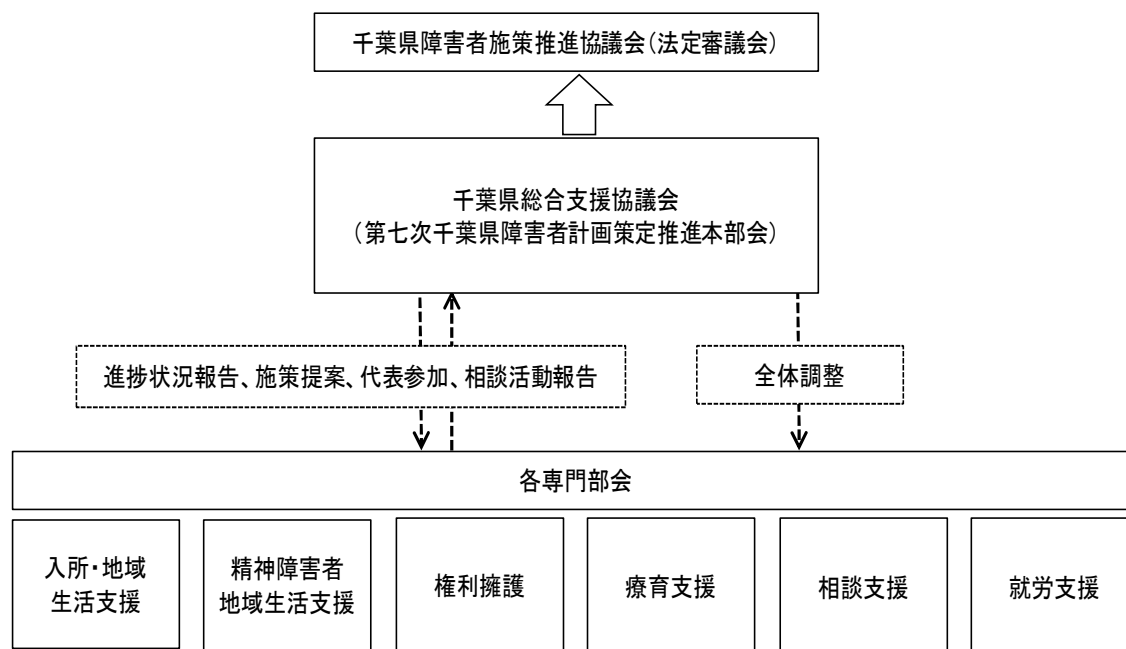 千葉県障害者施策推進協議会（法定審議会）
千葉県総合支援協議会
（第七次千葉県障害者計画策定推進本部会）
進捗状況報告、施策提案、代表参加、相談活動報告
全体調整
各専門部会
入所・地域
生活支援
精神障害者
地域生活支援
権利擁護
療育支援
相談支援
就労支援